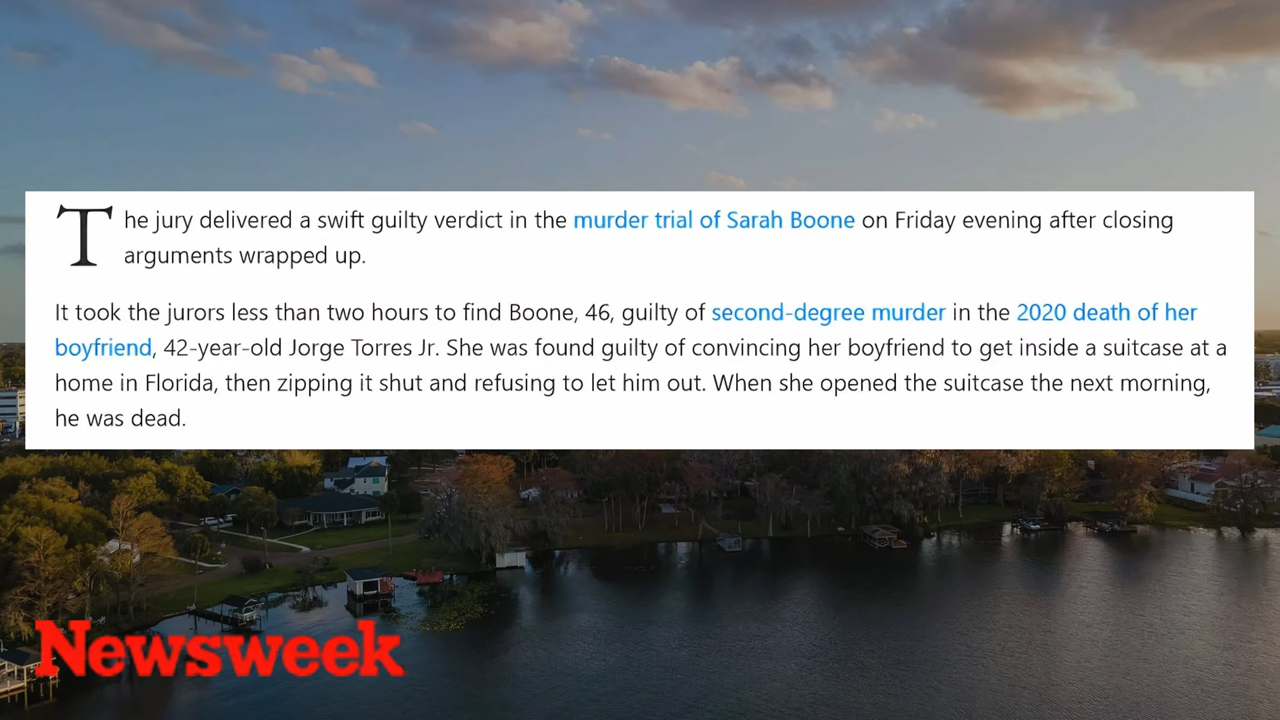 The jury delivered a swift guilty verdict in the murder trial of Sarah Boone on Friday evening after closing
arguments wrapped up.
It took the jurors less than two hours to find Boone, 46, guilty of second-degree murder in the 2020 death of her
boyfriend, 42-year-old Jorge Torres Jr. She was found guilty of convincing her boyfriend to get inside a suitcase at a
home in Florida, then zipping it shut and refusing to let him out. When she opened the suitcase the next morning,
he was dead.
Newsweek